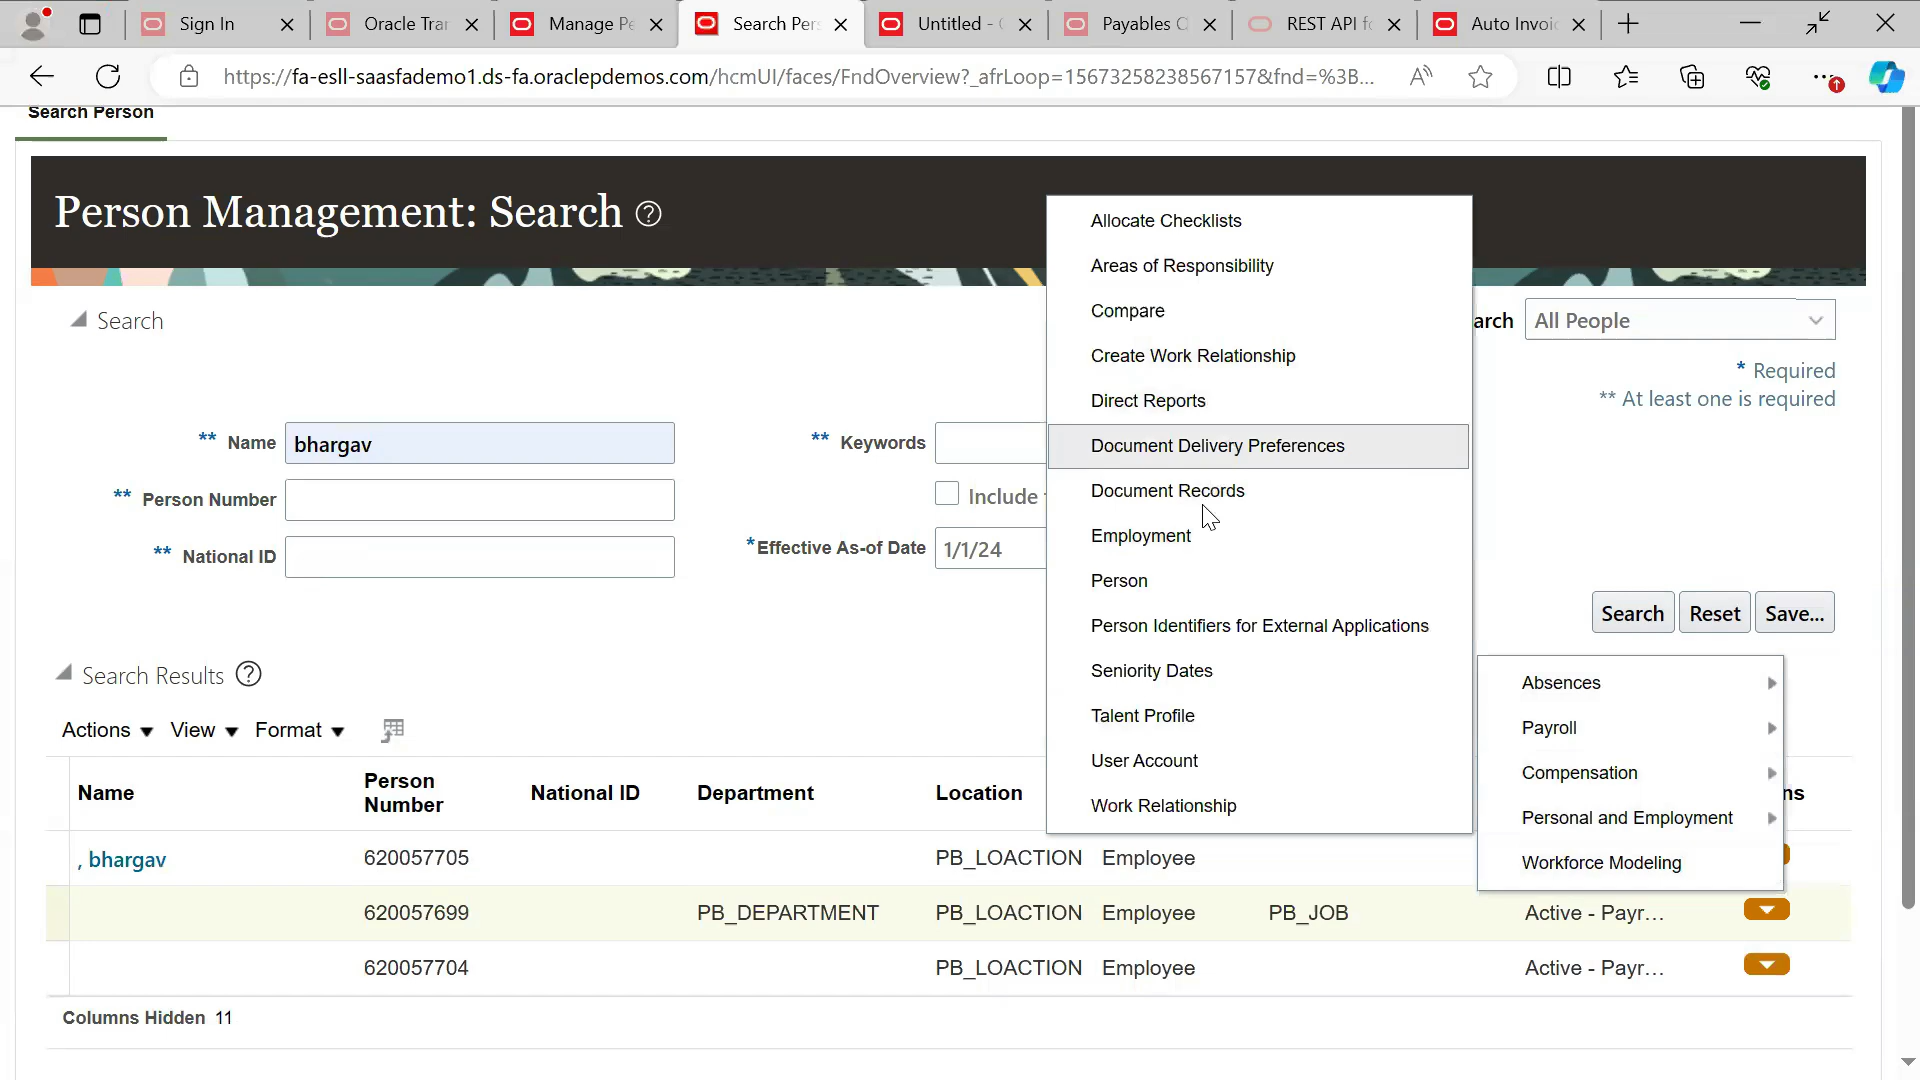 Sign In
Oracle Tra
Manage Pe
Search Pers
Untitled -
Payables C
REST API fo
Auto Invoi
https://fa-esll-saasfademo1.ds-fa.oraclepdemos.com/hcmUI/faces/FndOverview?_afrLoop=15673258238567157&fnd=%3B...
Search Person
Person Management: Search
Search
arch All People
* Required
** At least one is required
** Name bhargav
** Keywords
** Person Number
Include
** National ID
*Effective As-of Date 1/1/24
Search Reset Save...
Allocate Checklists
Areas of Responsibility
Compare
Create Work Relationship
Direct Reports
Document Delivery Preferences
Document Records
Employment
Person
Person Identifiers for External Applications
Seniority Dates
Talent Profile
User Account
Work Relationship
Absences
Payroll
Compensation
Personal and Employment
Workforce Modeling
Search Results
Actions View Format
Name Person Number National ID Department Location ns
, bhargav 620057705 PB_LOACTION Employee
620057699 PB_DEPARTMENT PB_LOACTION Employee PB_JOB Active - Payr...
620057704 PB_LOACTION Employee Active - Payr...
Columns Hidden 11